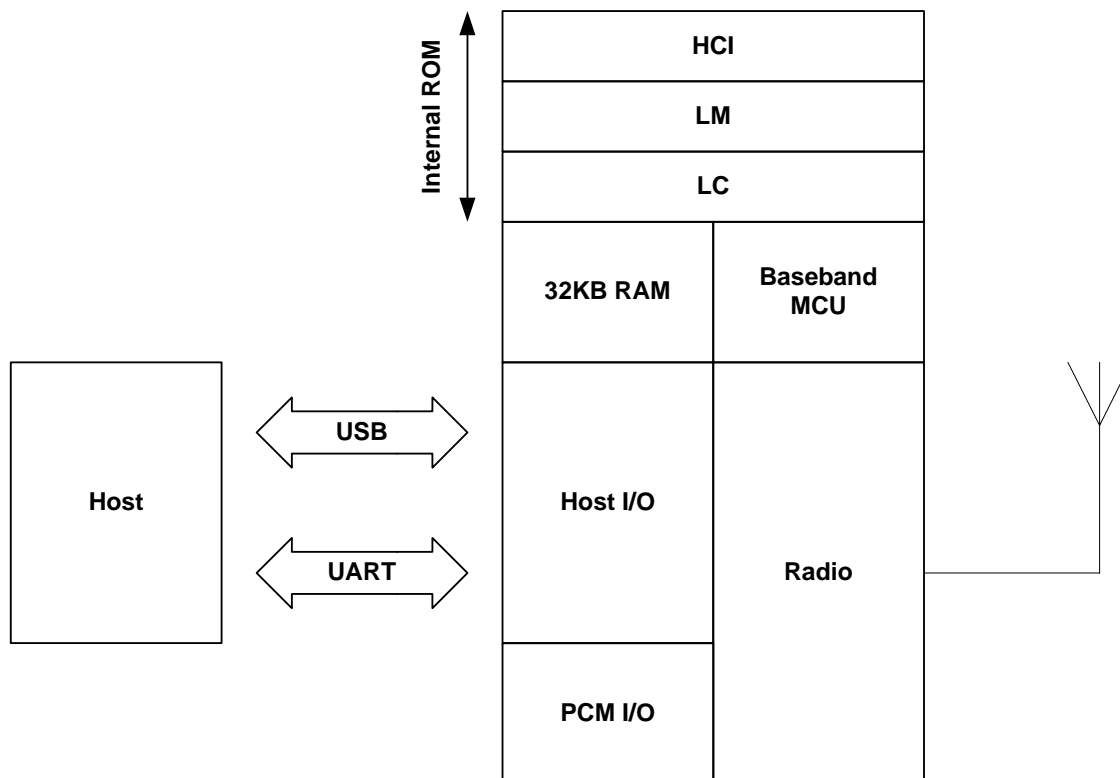 HCI
Internal ROM
LM
LC
32KB RAM
Baseband
MCU
USB
Host
Host I/O
UART
Radio
PCM I/O